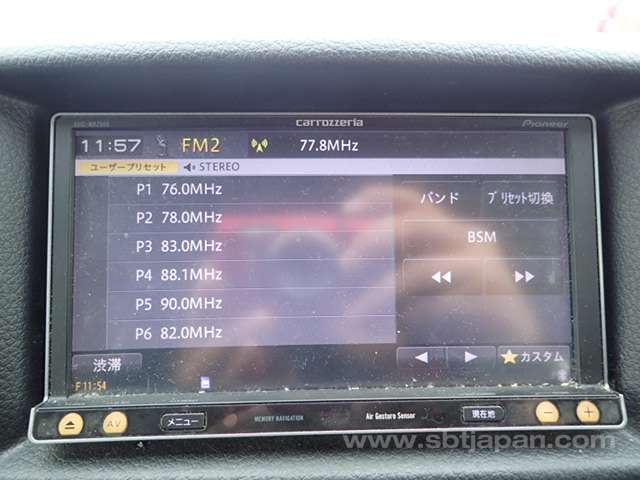 carrozzeria Pioneer
11:57 FM2 77.8MHz
ユーザープリセット STEREO
P1 76.0MHz
バンド プリセット切換
P2 78.0MHz
BSM
P3 83.0MHz
P4 88.1MHz
P5 90.0MHz
P6 82.0MHz
渋滞 カスタム
F11:54
AV メニュー MEMORY NAVIGATION Air Gesture Sensor 現在地 - +
www.sbtjapan.com